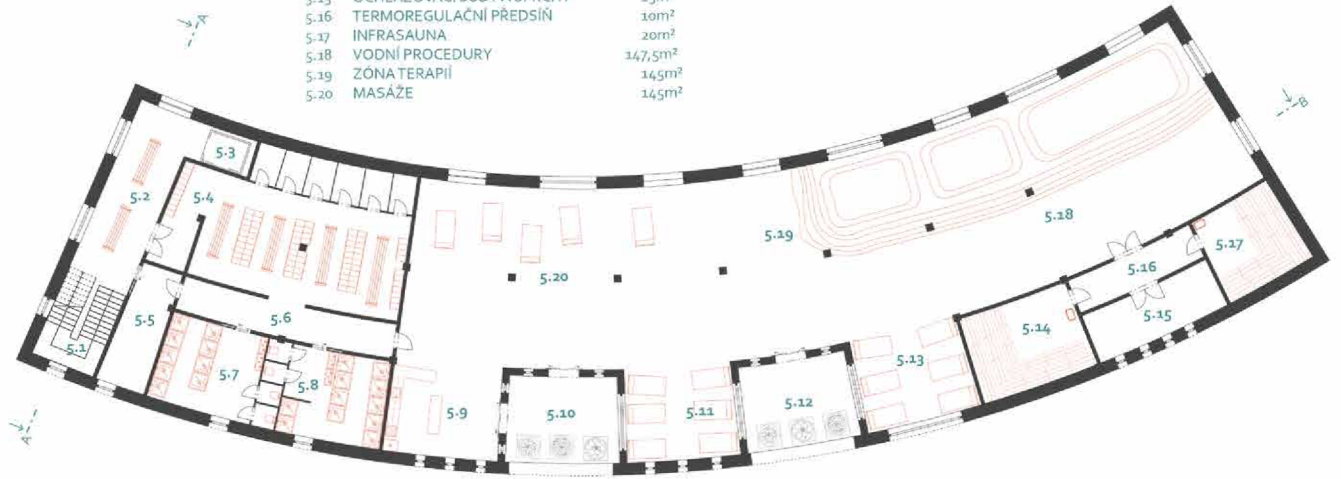 5.16 TERMOREGULAČNÍ PŘEDSÍŇ 10m²
5.17 INFRASAUNA 20m²
5.18 VODNÍ PROCEDURY 147,5m²
5.19 ZÓNA TERAPIÍ 145m²
5.20 MASÁŽE 145m²
A
B
5.3
5.2
5.4
5.18
5.19
5.17
5.20
5.16
5.15
5.6
5.5
5.14
5.1
5.13
5.7
5.8
5.9
5.10
5.11
5.12
A